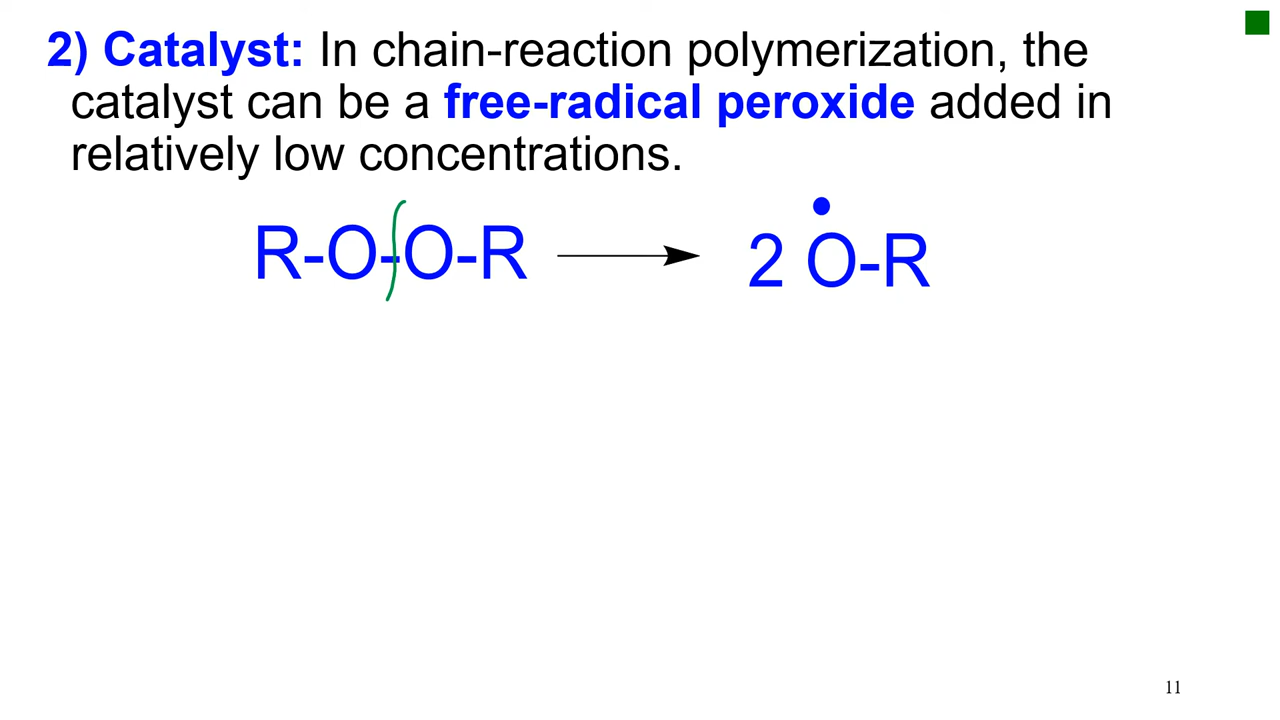 2) Catalyst: In chain-reaction polymerization, the
catalyst can be a free-radical peroxide added in
relatively low concentrations.
R-O-O-R ⟶ 2 Ȯ-R
11